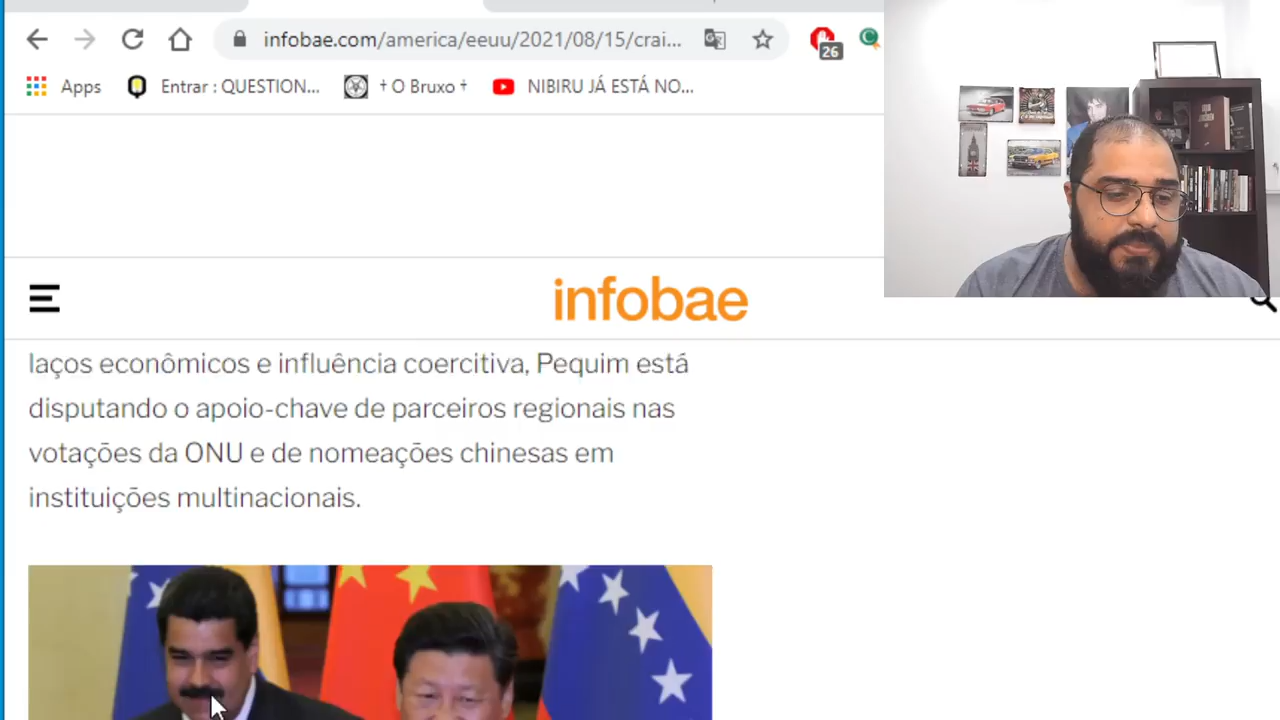 infobae.com/america/eeuu/2021/08/15/crai...
26
Apps
Entrar : QUESTION...
† O Bruxo †
NIBIRU JÁ ESTÁ NO...
infobae
laços econômicos e influência coercitiva, Pequim está
disputando o apoio-chave de parceiros regionais nas
votações da ONU e de nomeações chinesas em
instituições multinacionais.